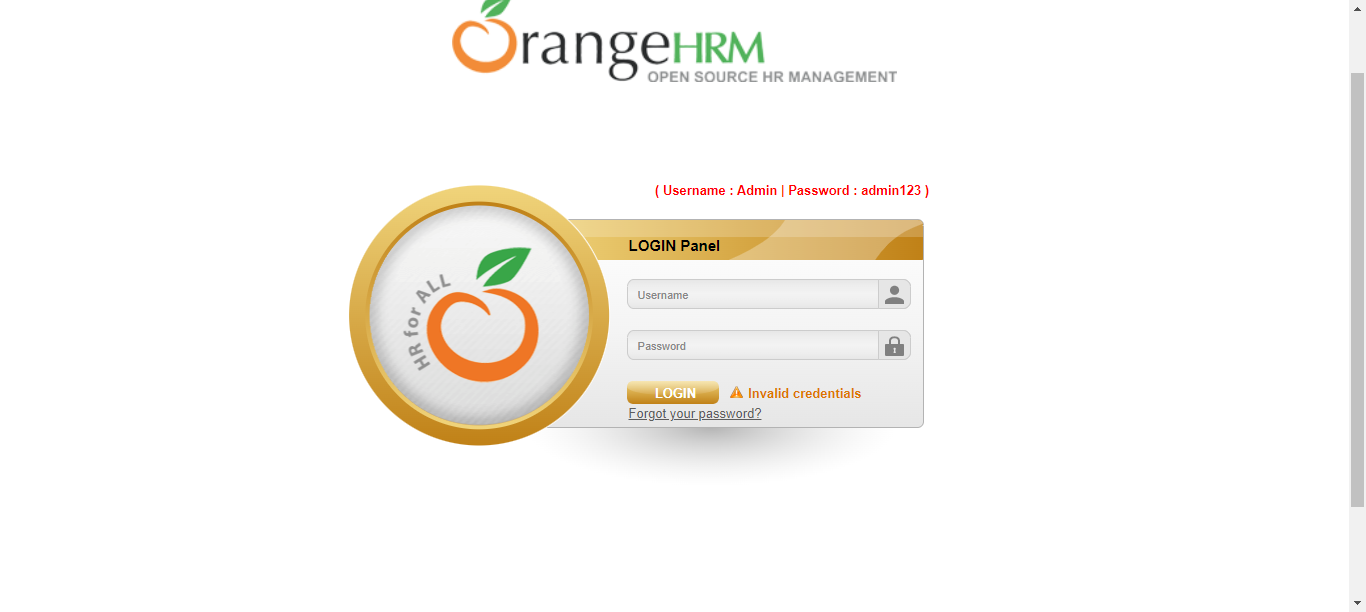 OrangeHRM
OPEN SOURCE HR MANAGEMENT
( Username : Admin | Password : admin123 )
HR for ALL
LOGIN Panel
Username
Password
LOGIN
Invalid credentials
Forgot your password?